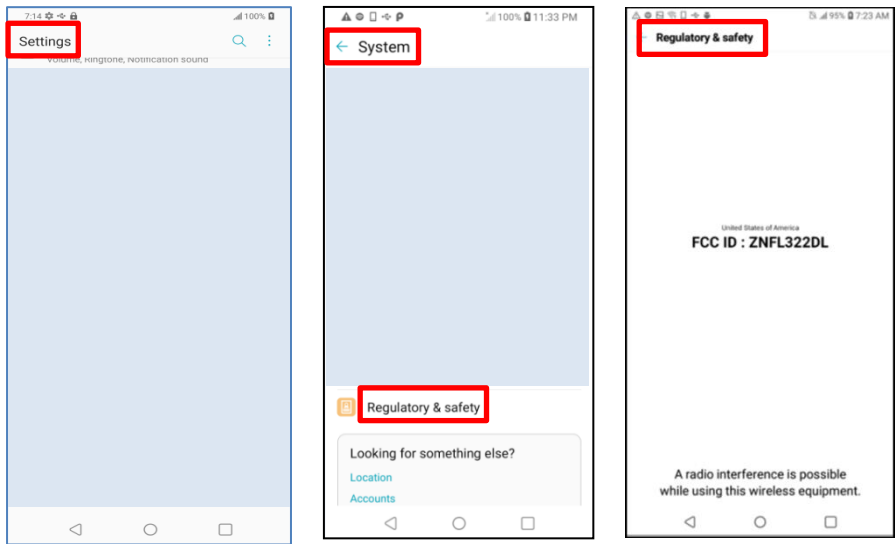 7:14 100%
Settings
Volume, Ringtone, Notification sound
100% 11:33 PM
System
Regulatory & safety
Looking for something else?
Location
Accounts
95% 7:23 AM
Regulatory & safety
United States of America
FCC ID : ZNFL322DL
A radio interference is possible
while using this wireless equipment.